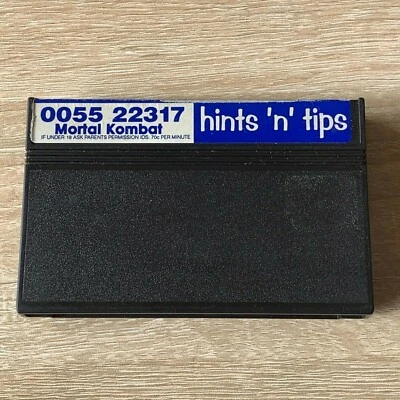 0055 22317
Mortal Kombat
IF UNDER 18 ASK PARENTS PERMISSION IDS. 70c PER MINUTE
hints 'n' tips